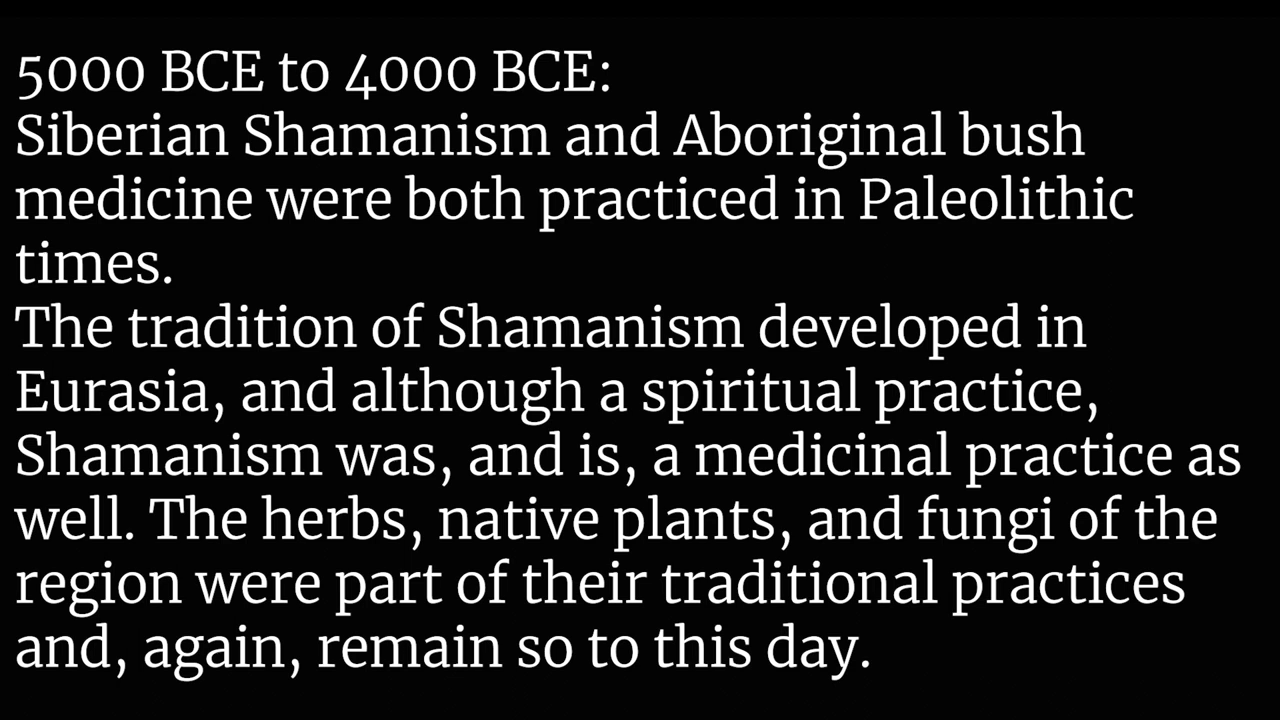 5000 BCE to 4000 BCE:
Siberian Shamanism and Aboriginal bush
medicine were both practiced in Paleolithic
times.
The tradition of Shamanism developed in
Eurasia, and although a spiritual practice,
Shamanism was, and is, a medicinal practice as
well. The herbs, native plants, and fungi of the
region were part of their traditional practices
and, again, remain so to this day.